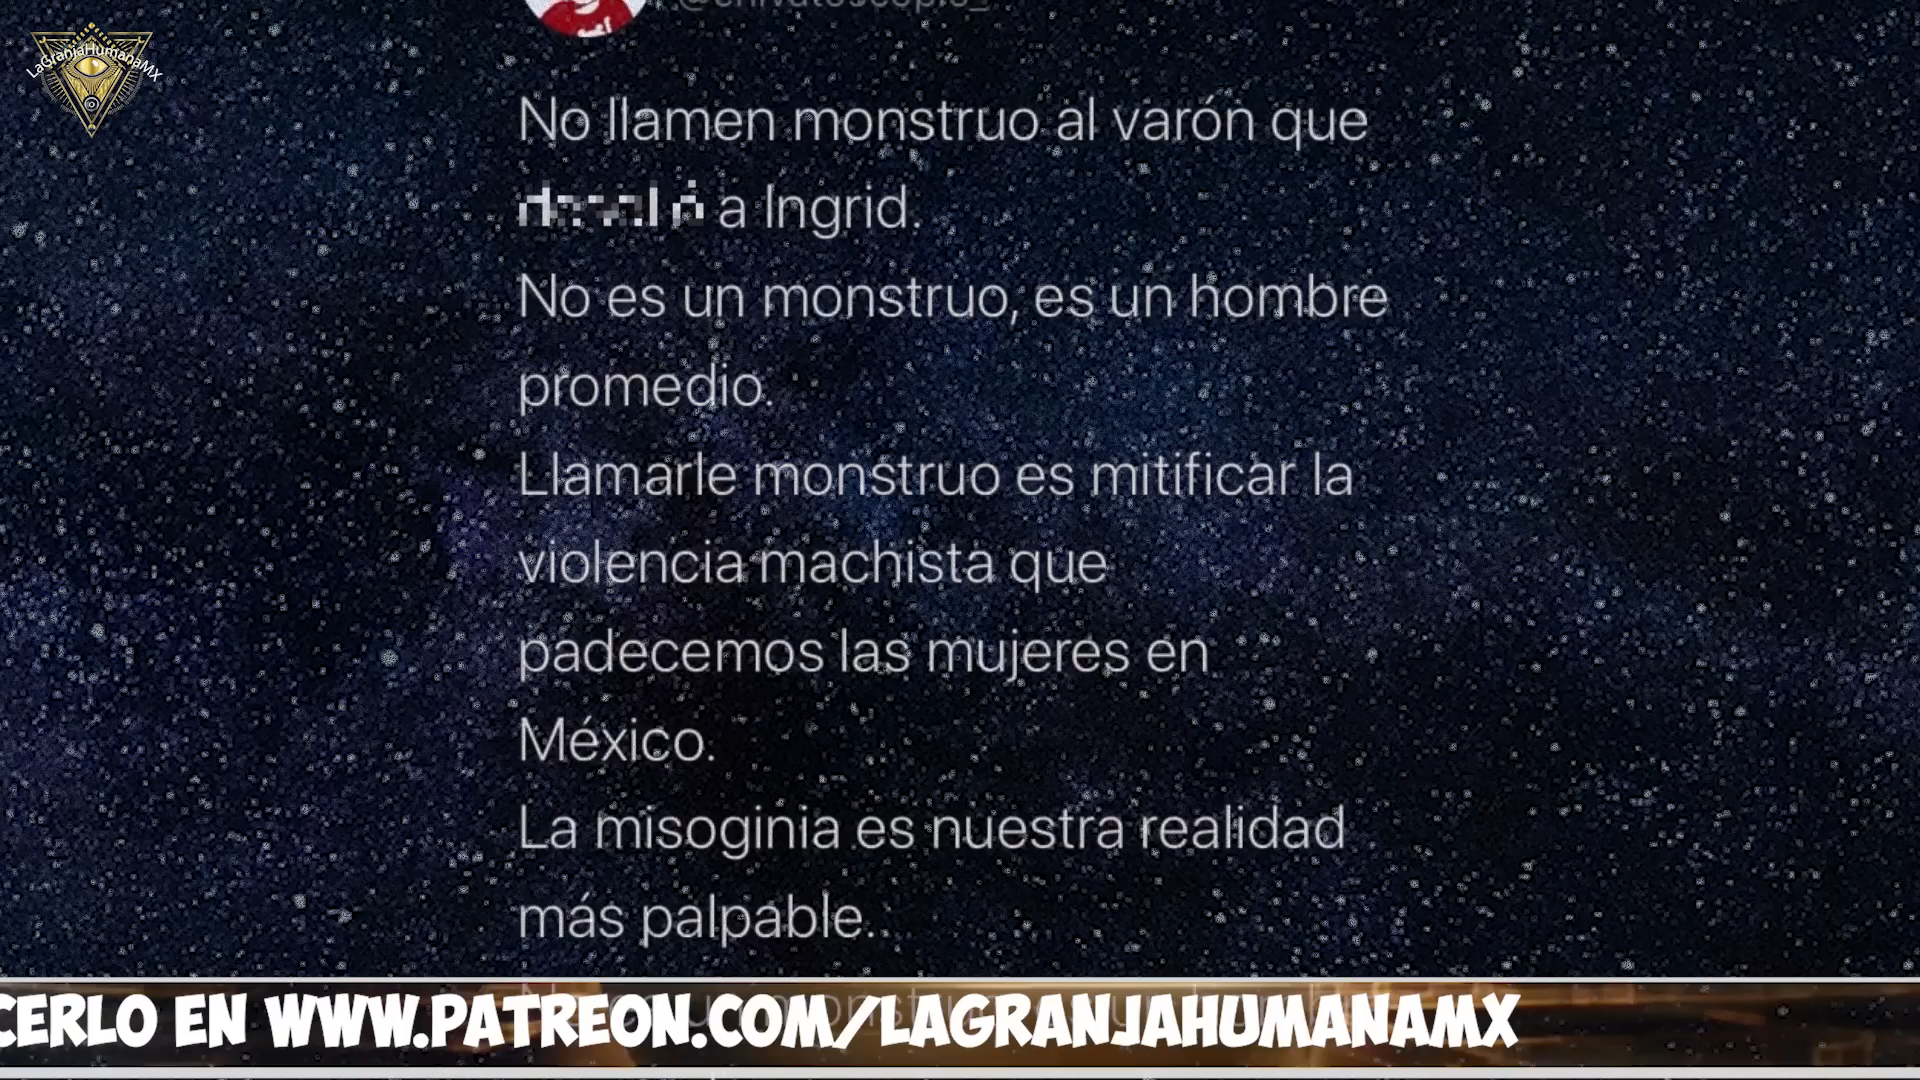 LaGranjaHumanaMX
No llamen monstruo al varón que
a Ingrid.
No es un monstruo, es un hombre
promedio.
Llamarle monstruo es mitificar la
violencia machista que
padecemos las mujeres en
México.
La misoginia es nuestra realidad
más palpable.
CERLO EN WWW.PATREON.COM/LAGRANJAHUMANAMX